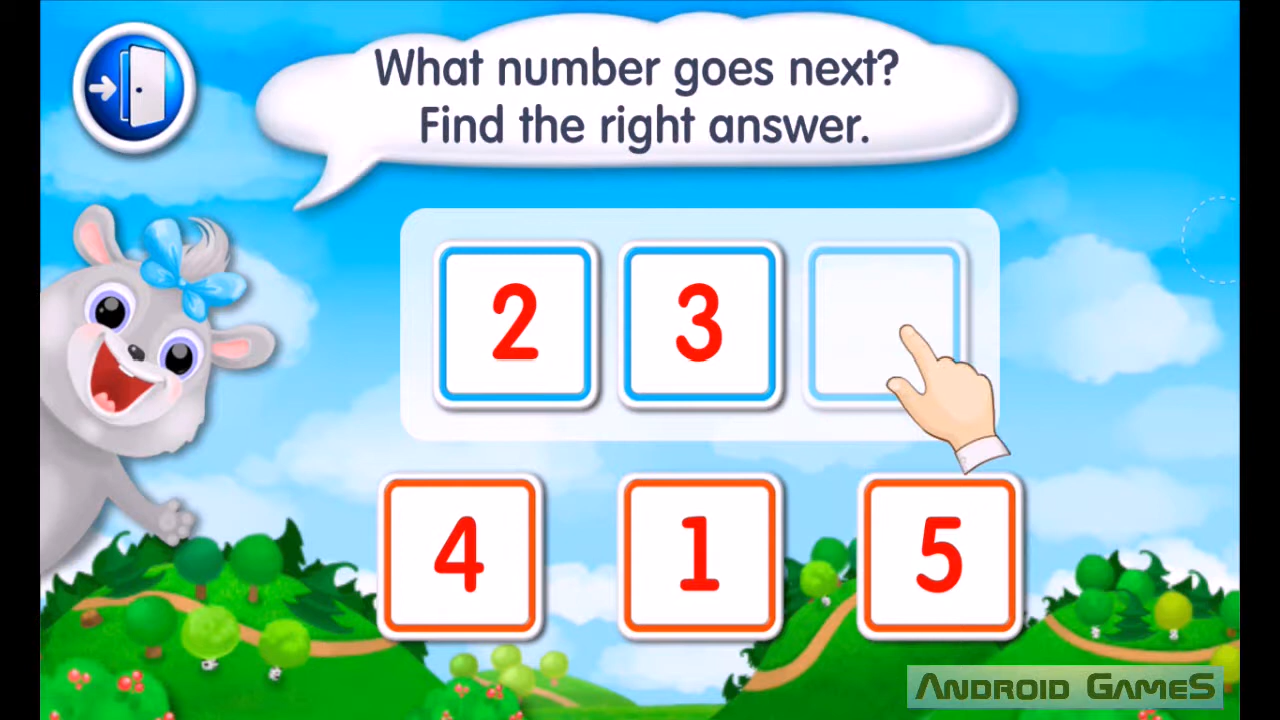 What number goes next?
Find the right answer.
2 3
4 1 5
ANDROID GAMES